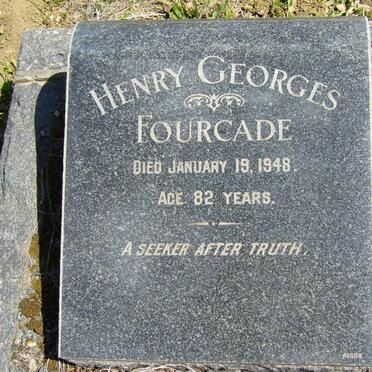 HENRY GEORGES
FOURCADE
DIED JANUARY 19, 1948.
AGE 82 YEARS.
A SEEKER AFTER TRUTH.